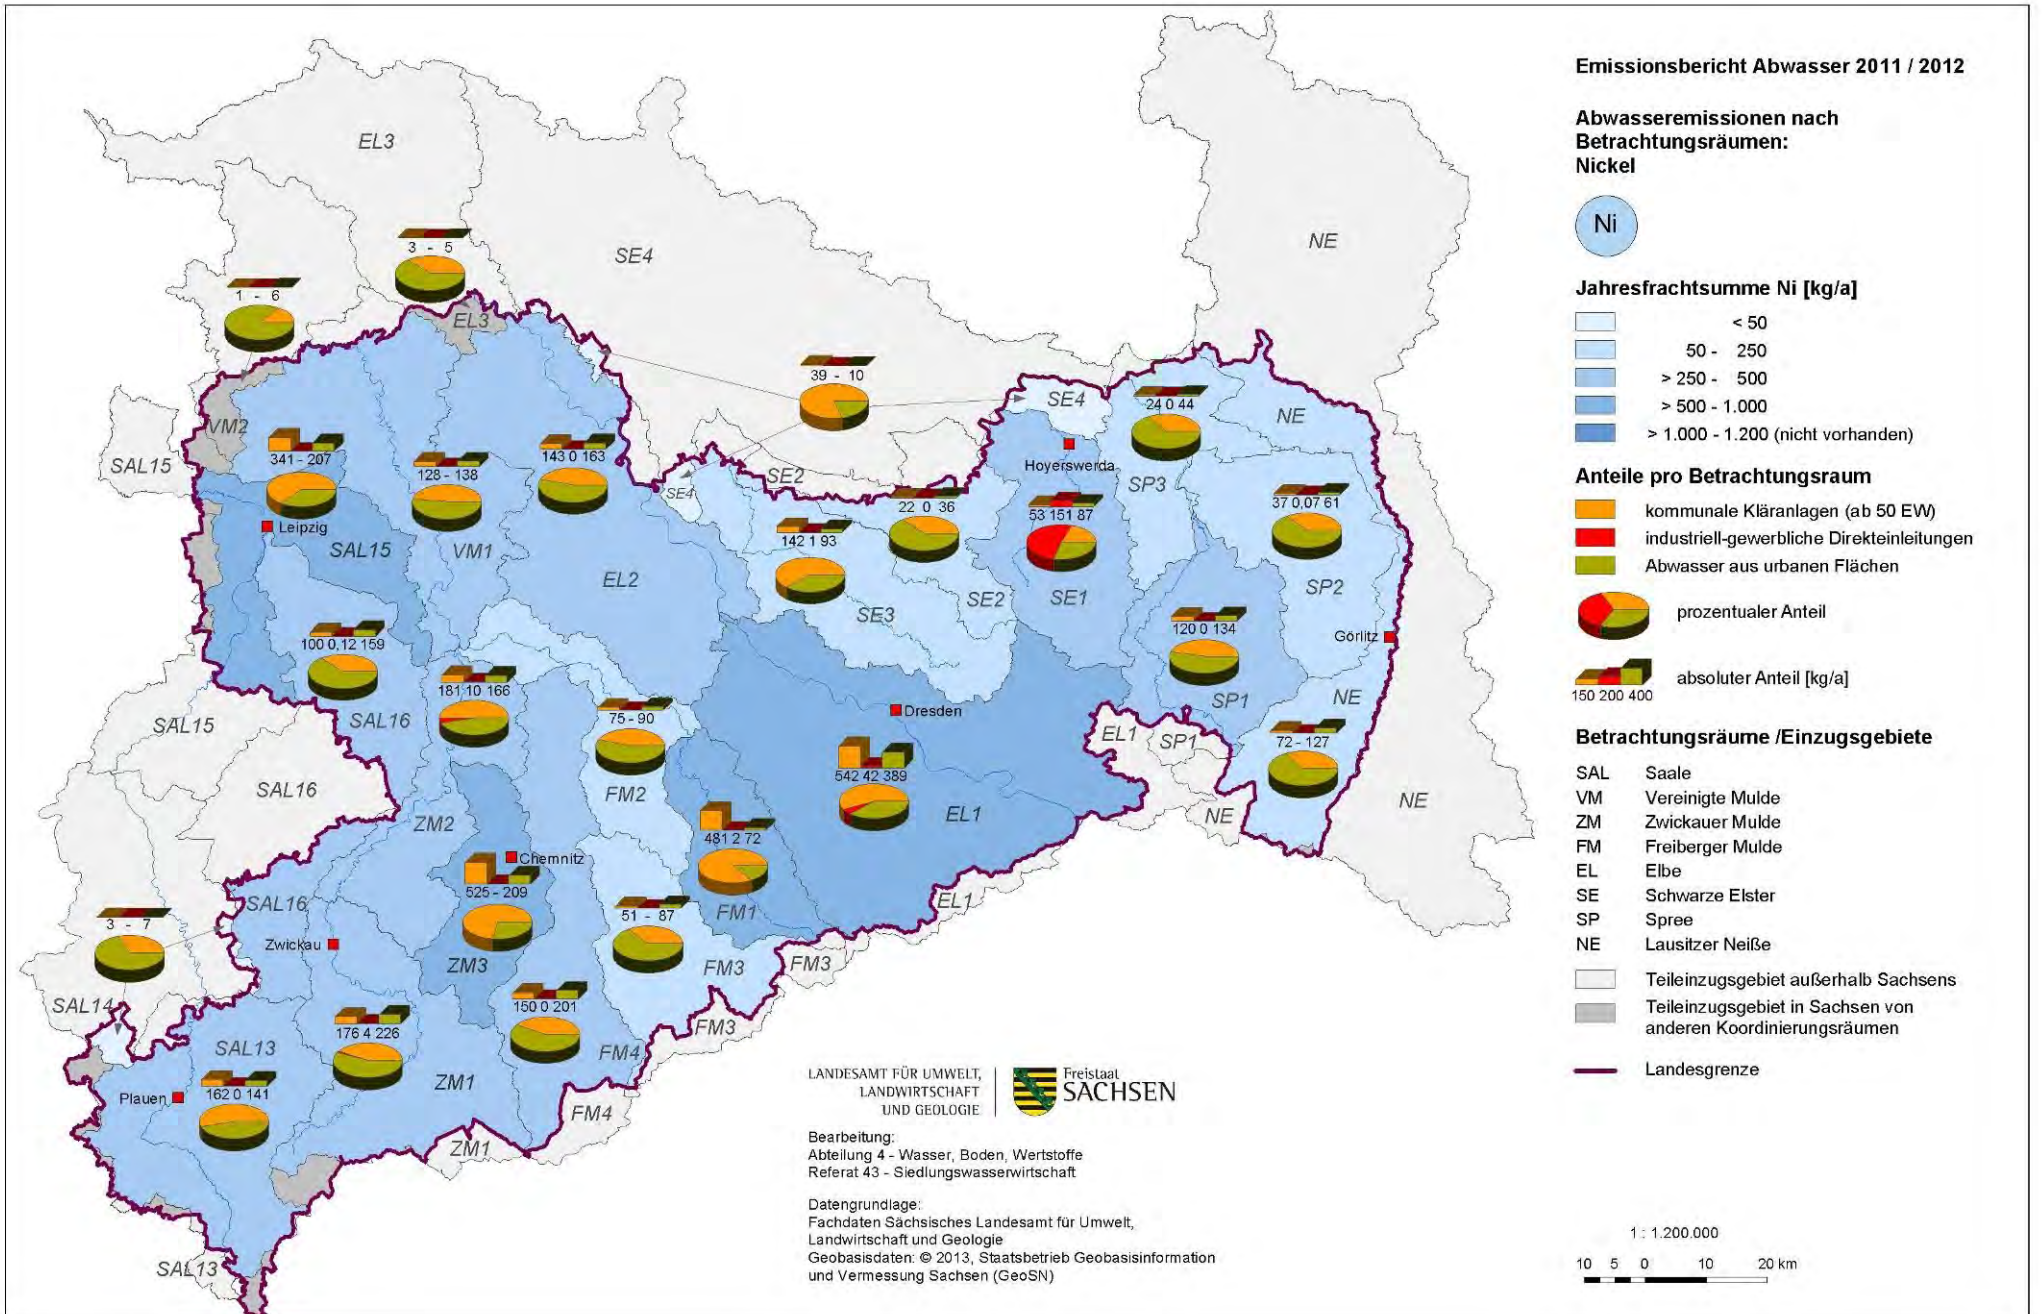 Emissionsbericht Abwasser 2011 / 2012
Abwasseremissionen nach
Betrachtungsräumen:
Nickel
Ni
Jahresfrachtsumme Ni [kg/a]
< 50
50 - 250
> 250 - 500
> 500 - 1.000
> 1.000 - 1.200 (nicht vorhanden)
Anteile pro Betrachtungsraum
kommunale Kläranlagen (ab 50 EW)
industriell-gewerbliche Direkteinleitungen
Abwasser aus urbanen Flächen
prozentualer Anteil
absoluter Anteil [kg/a]
150 200 400
Betrachtungsräume /Einzugsgebiete
SAL Saale
VM Vereinigte Mulde
ZM Zwickauer Mulde
FM Freiberger Mulde
EL Elbe
SE Schwarze Elster
SP Spree
NE Lausitzer Neiße
Teileinzugsgebiet außerhalb Sachsens
Teileinzugsgebiet in Sachsen von
anderen Koordinierungsräumen
Landesgrenze
1 : 1.200.000
10 5 0 10 20 km
EL3
SE4
NE
3 - 5
1 - 6
EL3
39 - 10
SE4
24 0 44
NE
VM2
SAL15
341 - 207
128 - 138
143 0 163
SE2
SE4
Hoyerswerda
SP3
Leipzig
SAL15
VM1
EL2
142 1 93
22 0 36
53 151 87
37 0,07 61
SE3
SE2
SE1
SP2
100 0,12 159
120 0 134
Görlitz
181 10 166
SAL16
75 - 90
Dresden
SP1
NE
SAL15
EL1
SP1
72 - 127
542 42 389
SAL16
FM2
EL1
NE
NE
ZM2
481 2 72
Chemnitz
525 - 209
SAL16
51 - 87
FM1
EL1
3 - 7
Zwickau
ZM3
FM3
FM3
SAL14
150 0 201
FM3
176 4 226
SAL13
FM4
ZM1
162 0 141
Plauen
FM4
ZM1
SAL13
LANDESAMT FÜR UMWELT,
LANDWIRTSCHAFT
UND GEOLOGIE
Freistaat
SACHSEN
Bearbeitung:
Abteilung 4 - Wasser, Boden, Wertstoffe
Referat 43 - Siedlungswasserwirtschaft
Datengrundlage:
Fachdaten Sächsisches Landesamt für Umwelt,
Landwirtschaft und Geologie
Geobasisdaten: © 2013, Staatsbetrieb Geobasisinformation
und Vermessung Sachsen (GeoSN)